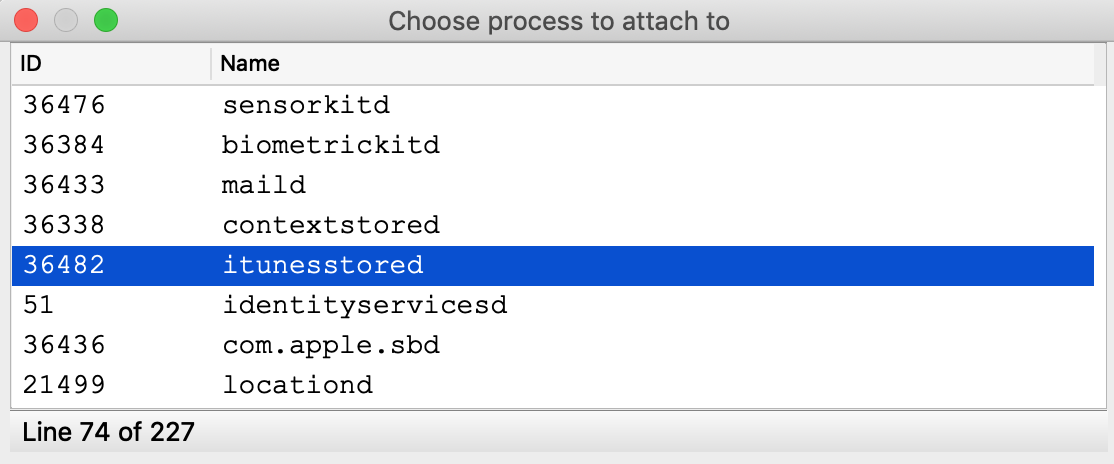 Choose process to attach to
ID Name
36476 sensorkitd
36384 biometrickitd
36433 maild
36338 contextstored
36482 itunesstored
51 identityservicesd
36436 com.apple.sbd
21499 locationd
Line 74 of 227